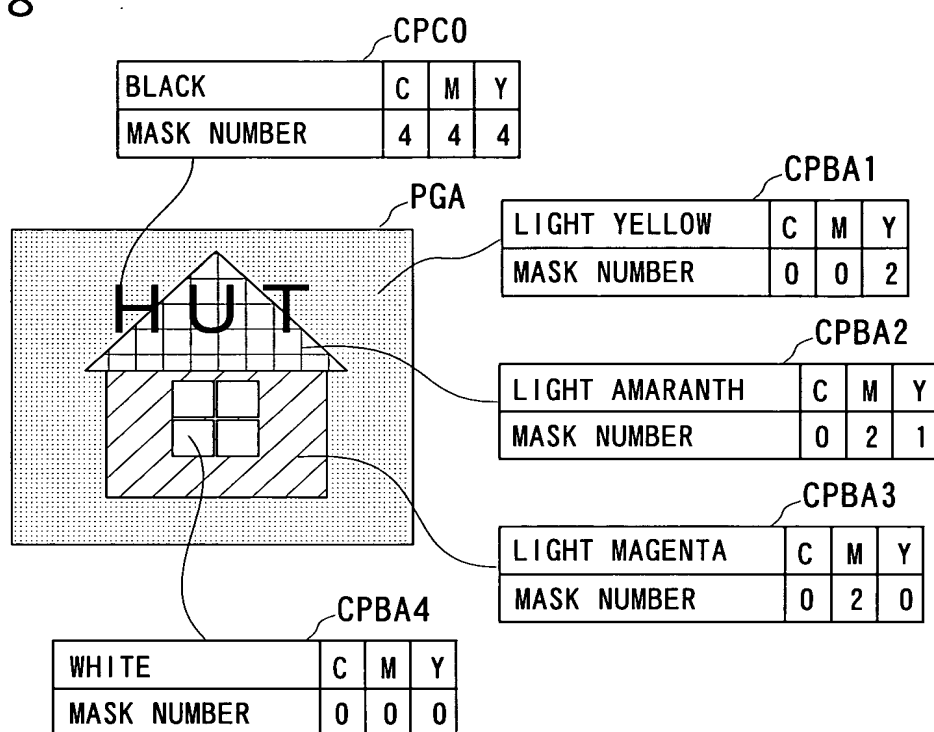 8
CPC0
BLACK C M Y
MASK NUMBER 4 4 4
PGA
CPBA1
LIGHT YELLOW C M Y
MASK NUMBER 0 0 2
HUT
CPBA2
LIGHT AMARANTH C M Y
MASK NUMBER 0 2 1
CPBA3
LIGHT MAGENTA C M Y
MASK NUMBER 0 2 0
CPBA4
WHITE C M Y
MASK NUMBER 0 0 0